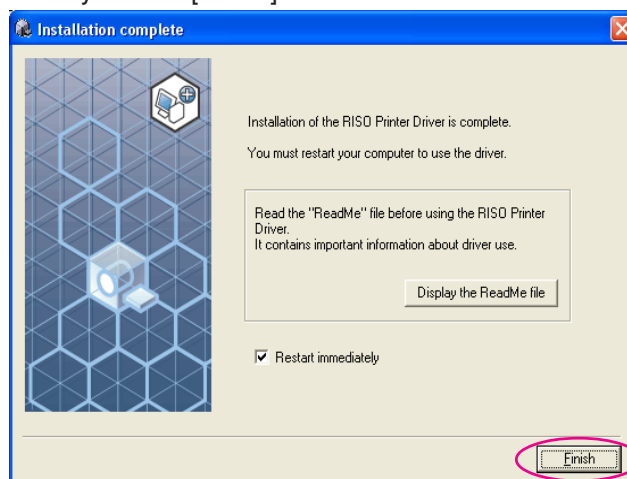 Installation complete
Installation of the RISO Printer Driver is complete.
You must restart your computer to use the driver.
Read the "ReadMe" file before using the RISO Printer
Driver.
It contains important information about driver use.
Display the ReadMe file
Restart immediately
Finish